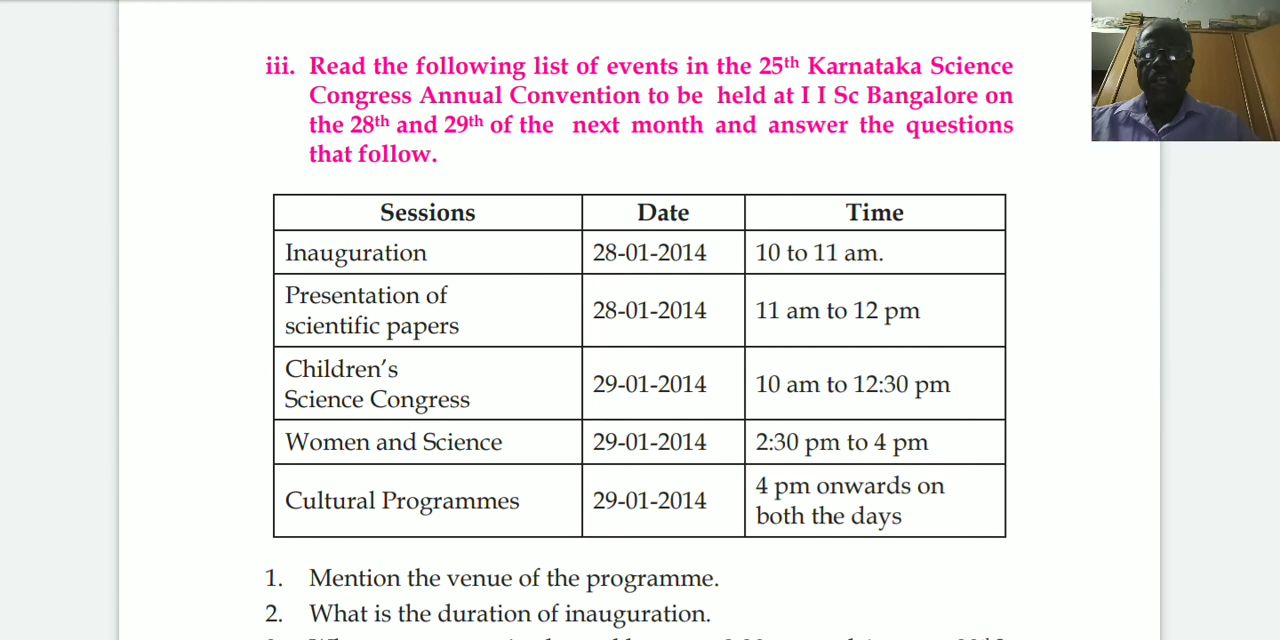 iii. Read the following list of events in the 25th Karnataka Science
Congress Annual Convention to be held at I I Sc Bangalore on
the 28th and 29th of the next month and answer the questions
that follow.
Sessions Date Time
Inauguration 28-01-2014 10 to 11 am.
Presentation of
scientific papers 28-01-2014 11 am to 12 pm
Children's
Science Congress 29-01-2014 10 am to 12:30 pm
Women and Science 29-01-2014 2:30 pm to 4 pm
Cultural Programmes 29-01-2014 4 pm onwards on
both the days
1. Mention the venue of the programme.
2. What is the duration of inauguration.